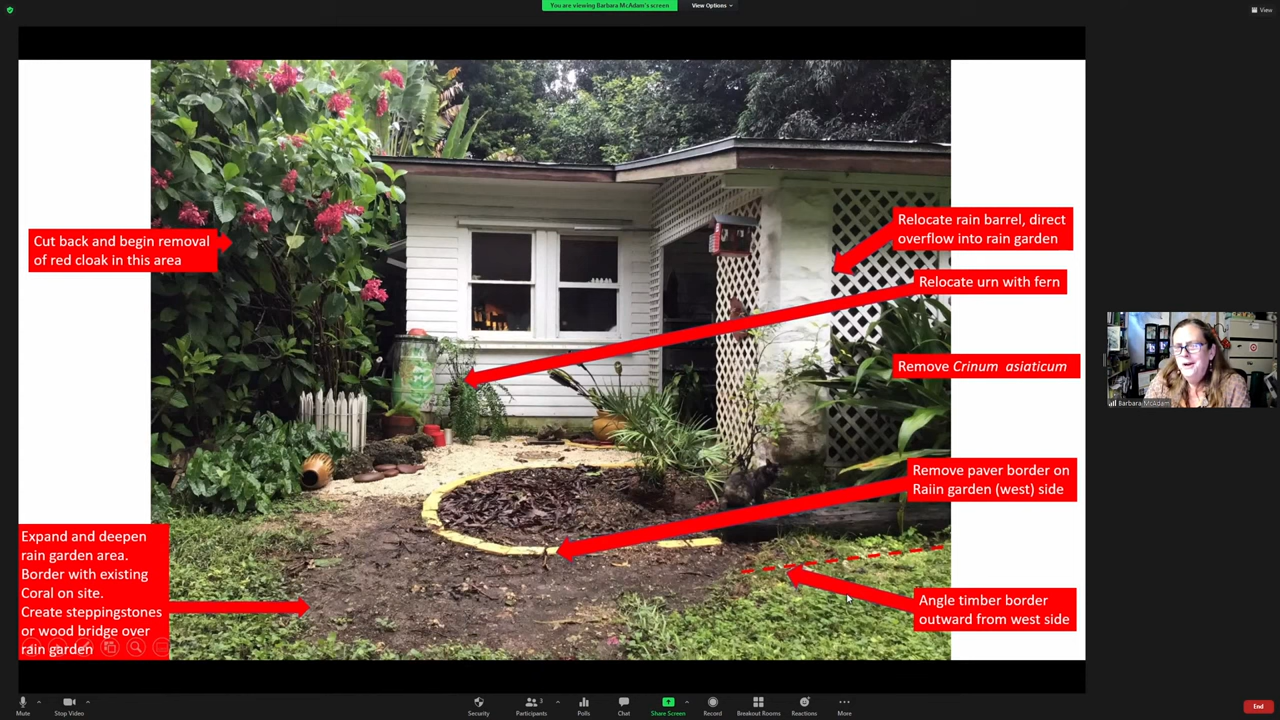 You are viewing Barbara McAdam's screen
View Options
View
Cut back and begin removal
of red cloak in this area
Relocate rain barrel, direct
overflow into rain garden
Relocate urn with fern
Remove Crinum asiaticum
Remove paver border on
Raiin garden (west) side
Expand and deepen
rain garden area.
Border with existing
Coral on site.
Create steppingstones
or wood bridge over
rain garden
Angle timber border
outward from west side
Barbara McAdam
Mute
Stop Video
Security
Participants
3
Polls
Chat
Share Screen
Record
Breakout Rooms
Reactions
More
End